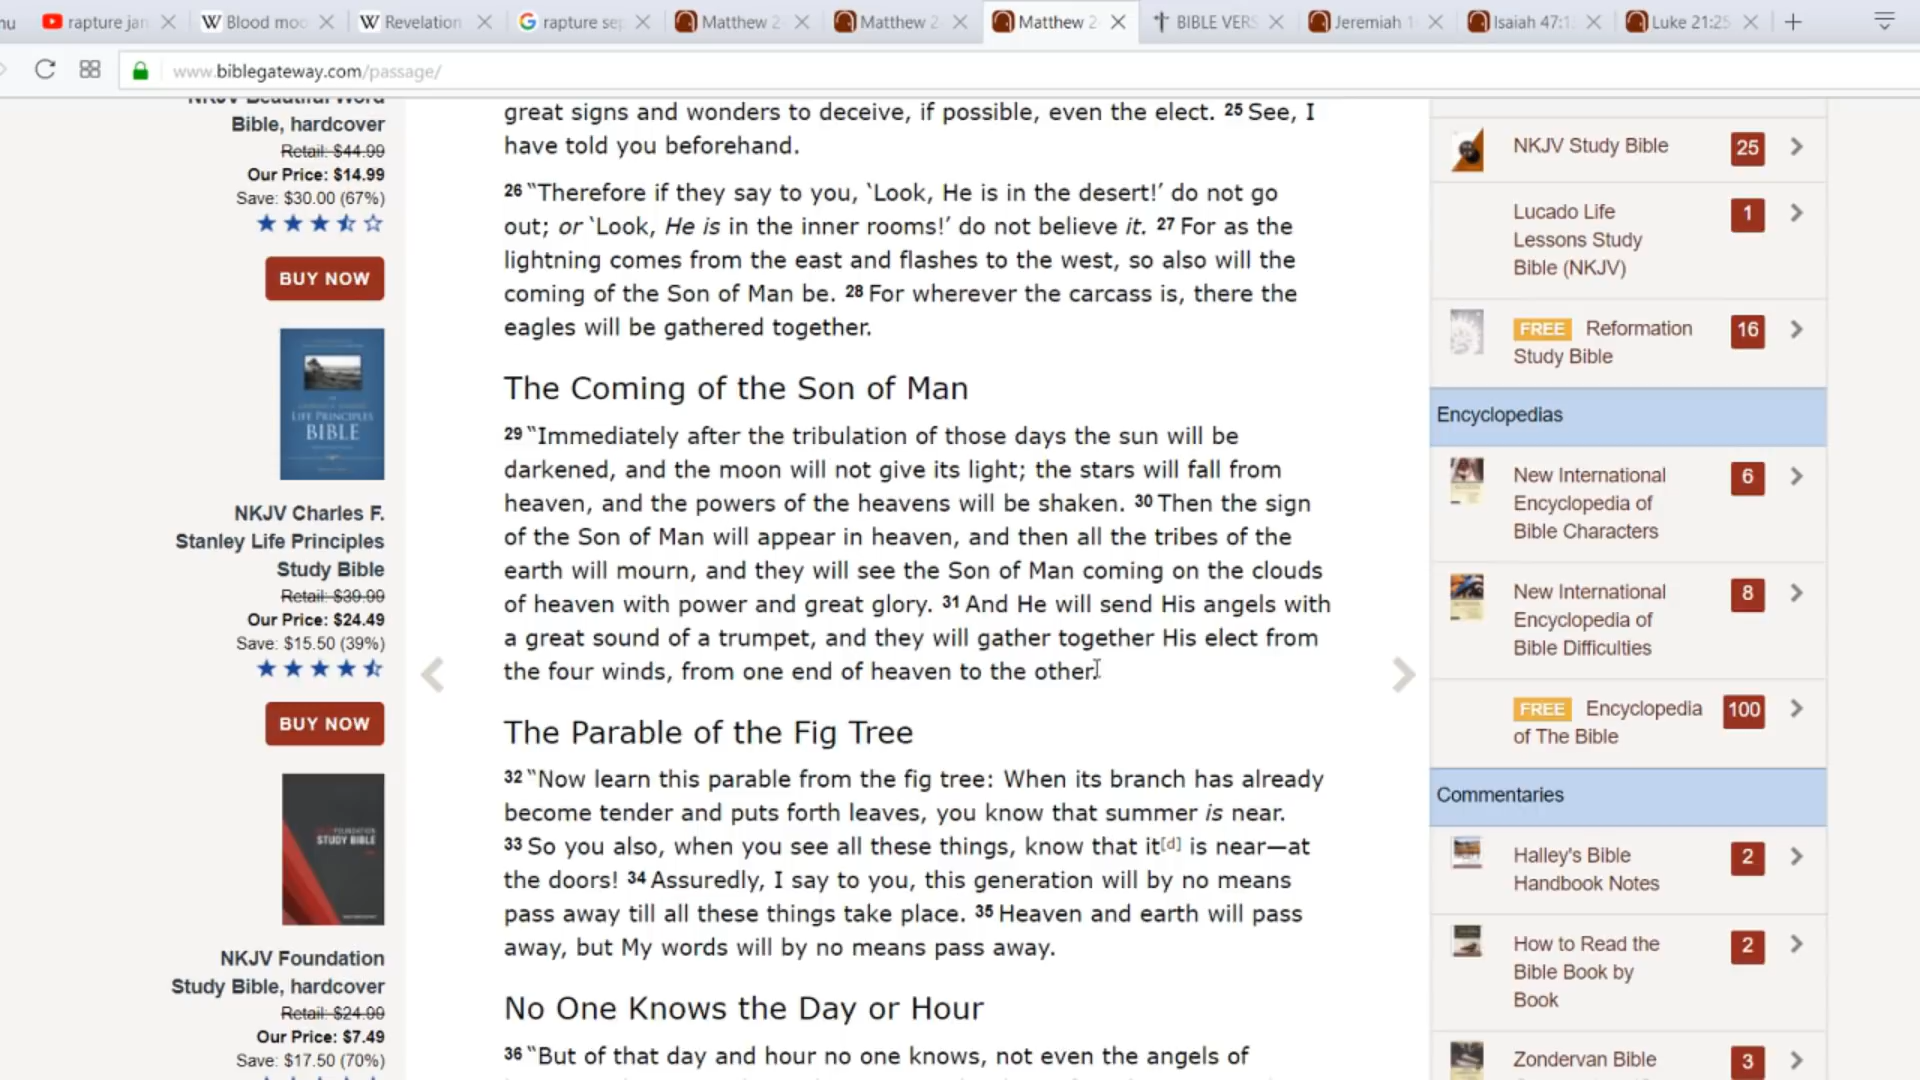 nu
rapture jan
Blood moo
Revelation
rapture sep
Matthew 2
Matthew 2
Matthew 2
BIBLE VERS
Jeremiah 1
Isaiah 47:1
Luke 21:25
www.biblegateway.com/passage/
NKJV Beautiful Word
Bible, hardcover
Retail: $44.99
Our Price: $14.99
Save: $30.00 (67%)
BUY NOW
LIFE PRINCIPLES
BIBLE
NKJV Charles F.
Stanley Life Principles
Study Bible
Retail: $39.99
Our Price: $24.49
Save: $15.50 (39%)
BUY NOW
FOUNDATION
STUDY BIBLE
NKJV Foundation
Study Bible, hardcover
Retail: $24.99
Our Price: $7.49
Save: $17.50 (70%)
great signs and wonders to deceive, if possible, even the elect. 25 See, I
have told you beforehand.
26 “Therefore if they say to you, ‘Look, He is in the desert!’ do not go
out; or ‘Look, He is in the inner rooms!’ do not believe it. 27 For as the
lightning comes from the east and flashes to the west, so also will the
coming of the Son of Man be. 28 For wherever the carcass is, there the
eagles will be gathered together.
The Coming of the Son of Man
29 “Immediately after the tribulation of those days the sun will be
darkened, and the moon will not give its light; the stars will fall from
heaven, and the powers of the heavens will be shaken. 30 Then the sign
of the Son of Man will appear in heaven, and then all the tribes of the
earth will mourn, and they will see the Son of Man coming on the clouds
of heaven with power and great glory. 31 And He will send His angels with
a great sound of a trumpet, and they will gather together His elect from
the four winds, from one end of heaven to the other.
The Parable of the Fig Tree
32 “Now learn this parable from the fig tree: When its branch has already
become tender and puts forth leaves, you know that summer is near.
33 So you also, when you see all these things, know that it[d] is near—at
the doors! 34 Assuredly, I say to you, this generation will by no means
pass away till all these things take place. 35 Heaven and earth will pass
away, but My words will by no means pass away.
No One Knows the Day or Hour
36 “But of that day and hour no one knows, not even the angels of
NKJV Study Bible 25
Lucado Life
Lessons Study
Bible (NKJV)
1
FREE Reformation
Study Bible
16
Encyclopedias
New International
Encyclopedia of
Bible Characters
6
New International
Encyclopedia of
Bible Difficulties
8
FREE Encyclopedia
of The Bible
100
Commentaries
Halley's Bible
Handbook Notes
2
How to Read the
Bible Book by
Book
2
Zondervan Bible
3